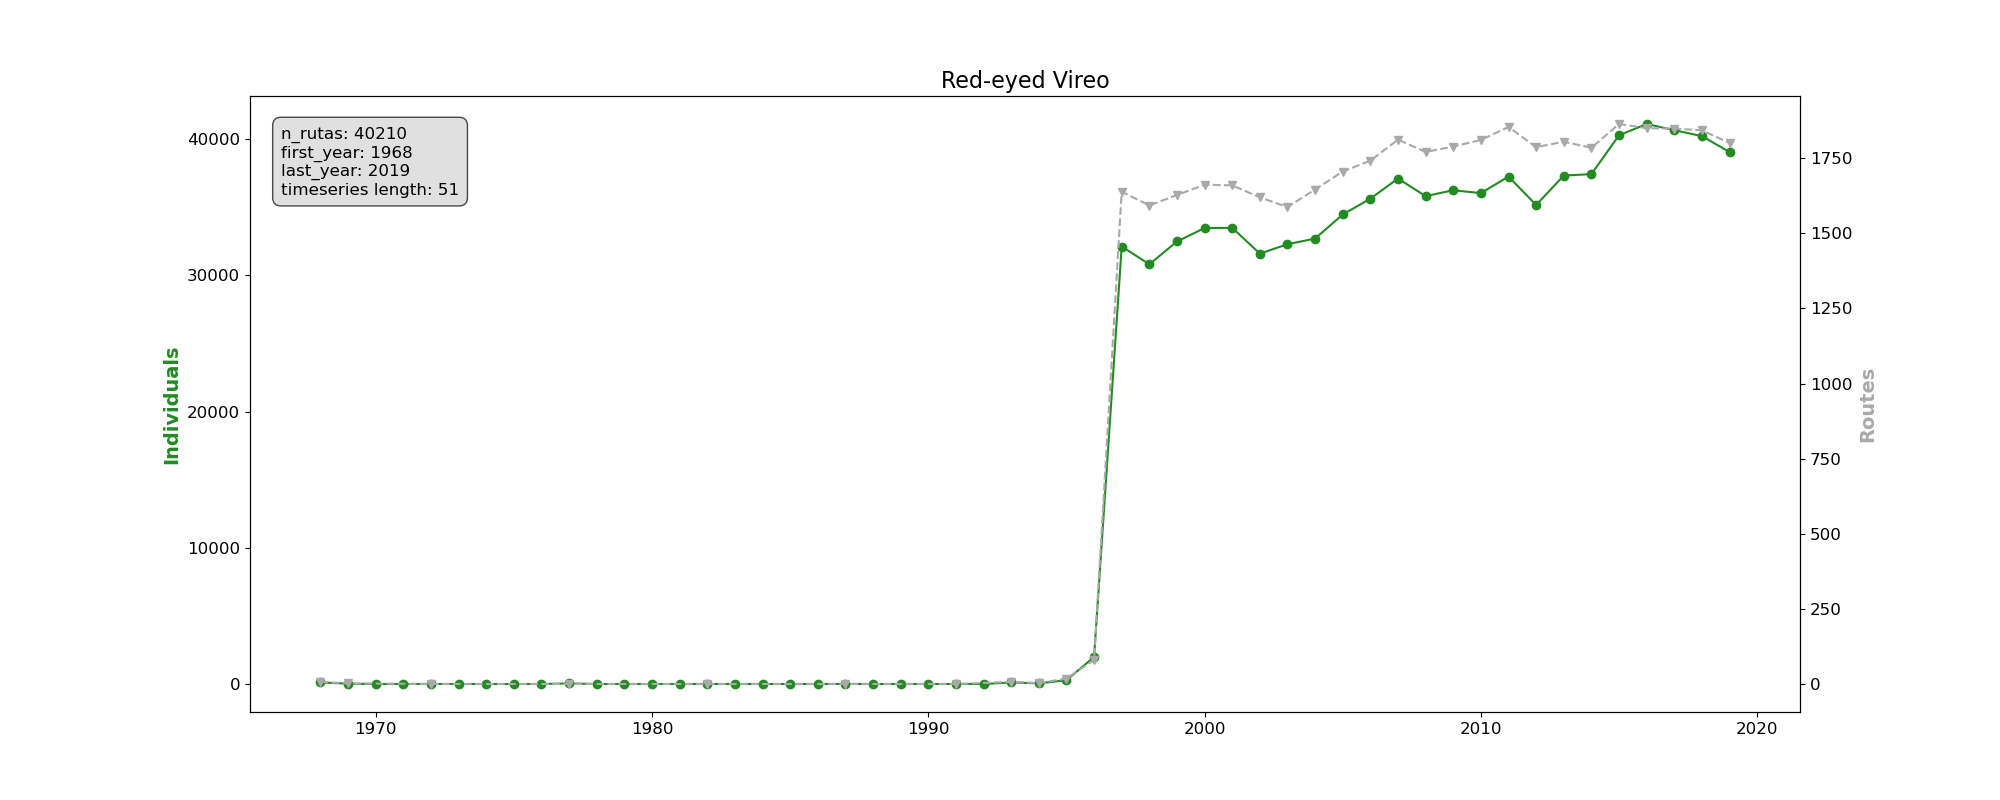 Red-eyed Vireo
n_rutas: 40210
first_year: 1968
last_year: 2019
timeseries length: 51
Individuals
40000
30000
20000
10000
0
1970
1980
1990
2000
2010
2020
1750
1500
1250
1000
750
500
250
0
Routes